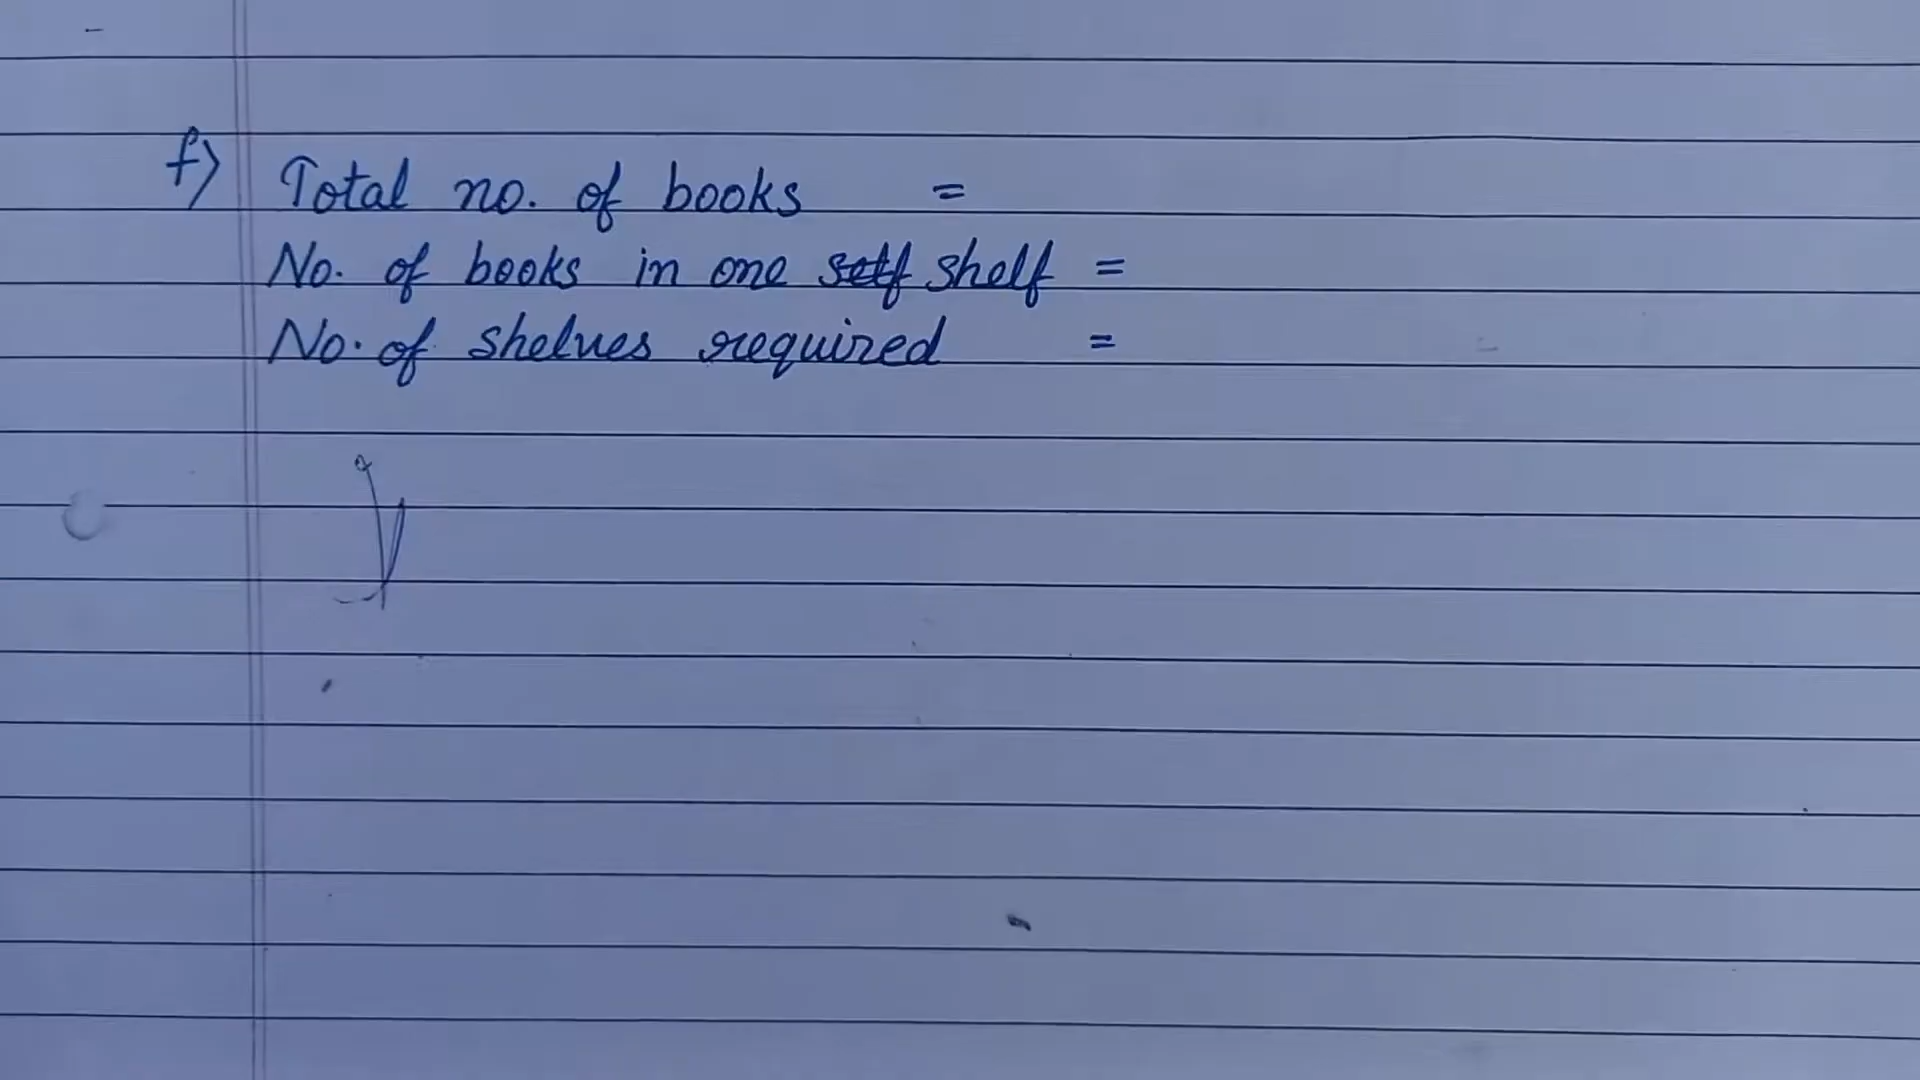 f) Total no. of books =
No. of books in one self shelf =
No. of shelves required =